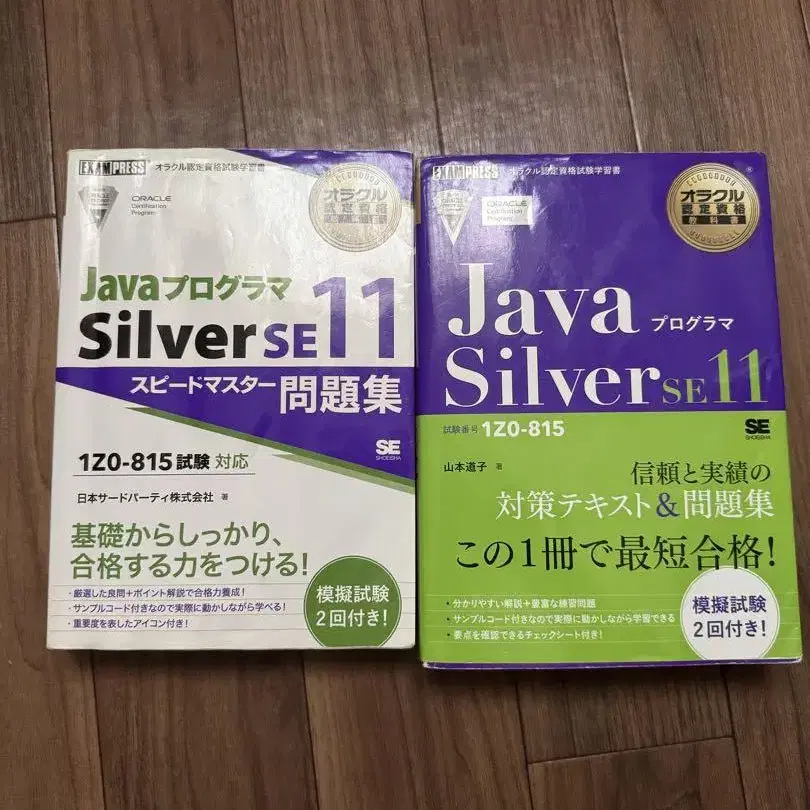 EXAMPRESS オラクル認定資格試験学習書
ORACLE
Certification
Program
オラクル
認定資格
Javaプログラマ
Silver SE 11
スピードマスター 問題集
SE
SHOEISHA
1Z0-815 試験 対応
日本サードパーティ株式会社 著
基礎からしっかり、
合格する力をつける!
・厳選した良問+ポイント解説で合格力養成!
・サンプルコード付きなので実際に動かしながら学べる!
・重要度を表したアイコン付き!
模擬試験
2回付き!
EXAMPRESS オラクル認定資格試験学習書
ORACLE
Certification
Program
オラクル
認定資格
教科書
Java プログラマ
Silver SE 11
試験番号 1Z0-815
SE
SHOEISHA
山本道子 著
信頼と実績の
対策テキスト&問題集
この1冊で最短合格!
・分かりやすい解説+豊富な練習問題
・サンプルコード付きなので実際に動かしながら学習できる
・要点を確認できるチェックシート付き!
模擬試験
2回付き!